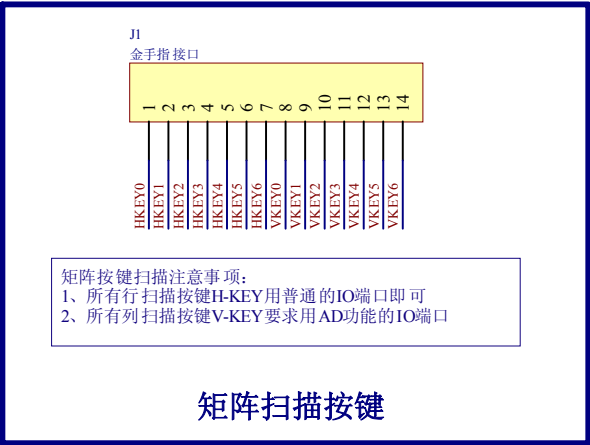 J1
金手指接口
1 2 3 4 5 6 7 8 9 10 11 12 13 14
HKEY0 HKEY1 HKEY2 HKEY3 HKEY4 HKEY5 HKEY6 VKEY0 VKEY1 VKEY2 VKEY3 VKEY4 VKEY5 VKEY6
矩阵按键扫描注意事项：
1、所有行扫描按键H-KEY用普通的IO端口即可
2、所有列扫描按键V-KEY要求用AD功能的IO端口
矩阵扫描按键